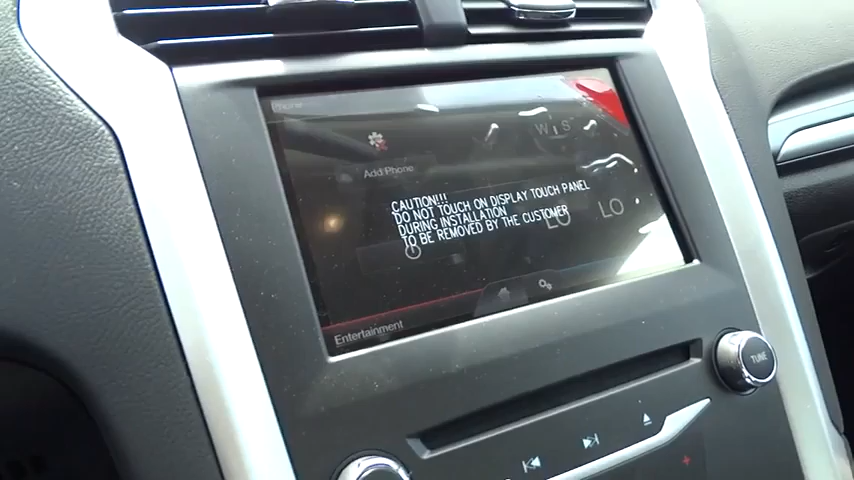 Phone
Add Phone
CAUTION!!!
DO NOT TOUCH ON DISPLAY TOUCH PANEL
DURING INSTALLATION
TO BE REMOVED BY THE CUSTOMER
LO
LO
Entertainment
TUNE